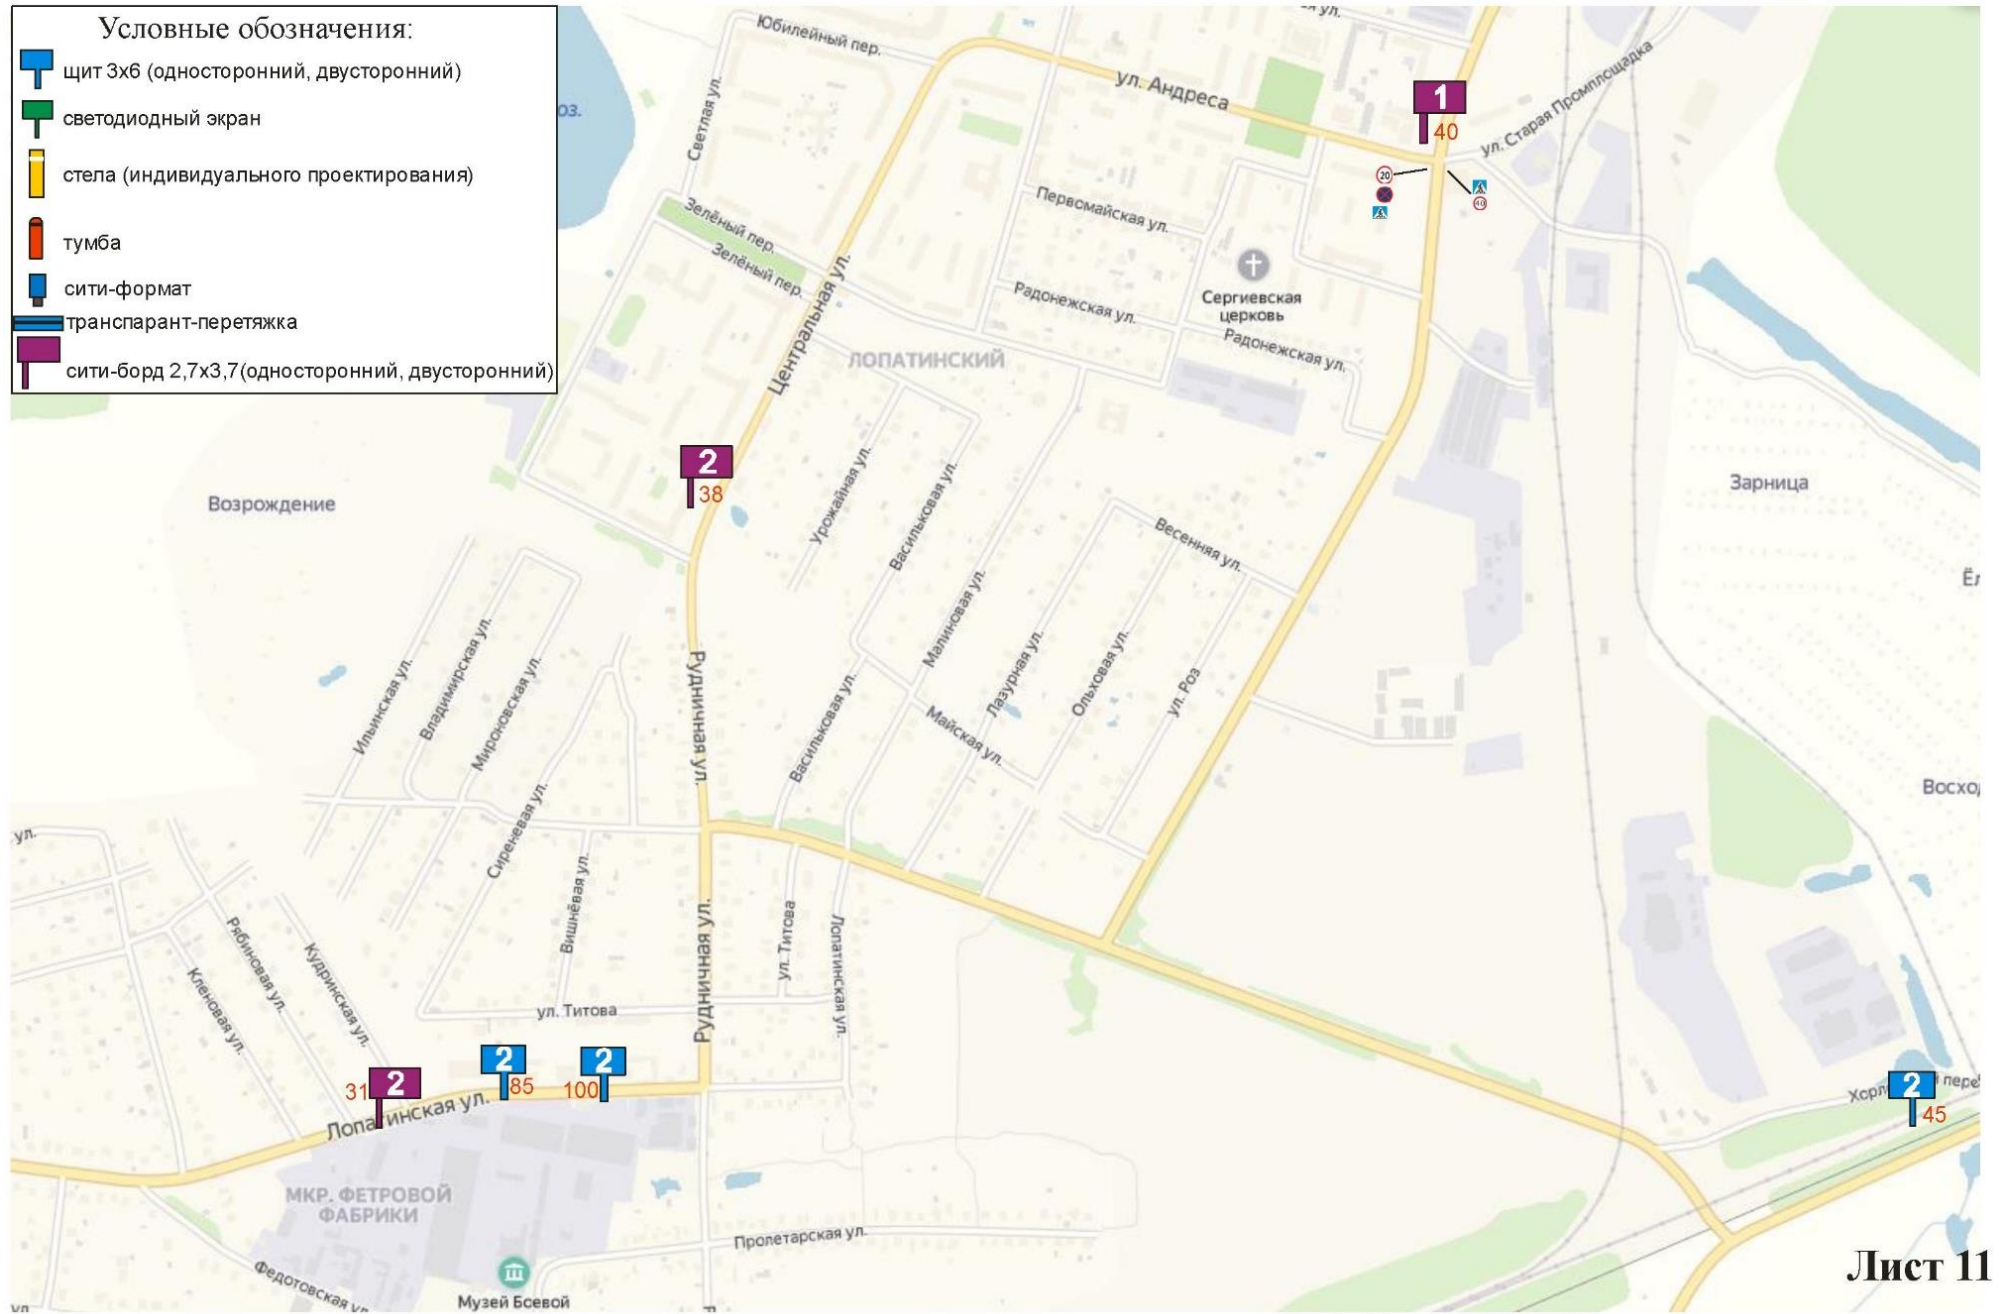 Условные обозначения:
щит 3х6 (односторонний, двусторонний)
светодиодный экран
стела (индивидуального проектирования)
тумба
сити-формат
транспарант-перетяжка
сити-борд 2,7х3,7(односторонний, двусторонний)
оз.
Юбилейный пер.
Светлая ул.
ул. Андреса
ул.
1
40
ул. Старая Промплощадка
20
40
Зелёный пер.
Зелёный пер.
Центральная ул.
Первомайская ул.
Сергиевская
церковь
Радонежская ул.
Радонежская ул.
ЛОПАТИНСКИЙ
2
38
Возрождение
Зарница
Урожайная ул.
Васильковая ул.
Весенняя ул.
Малиновая ул.
Лазурная ул.
Ольховая ул.
ул. Роз
Ильинская ул.
Владимирская ул.
Мироновская ул.
Рудничная ул.
Васильковая ул.
Майская ул.
Восхо
ул.
Сиреневая ул.
Вишнёвая ул.
Рудничная ул.
ул. Титова
Лопатинская ул.
Рябиновая ул.
Кленовая ул.
Кудринская ул.
ул. Титова
31
2
2
85
100
2
Лопатинская ул.
2
45
МКР. ФЕТРОВОЙ
ФАБРИКИ
Пролетарская ул.
Федотовская ул.
Музей Боевой
Лист 11